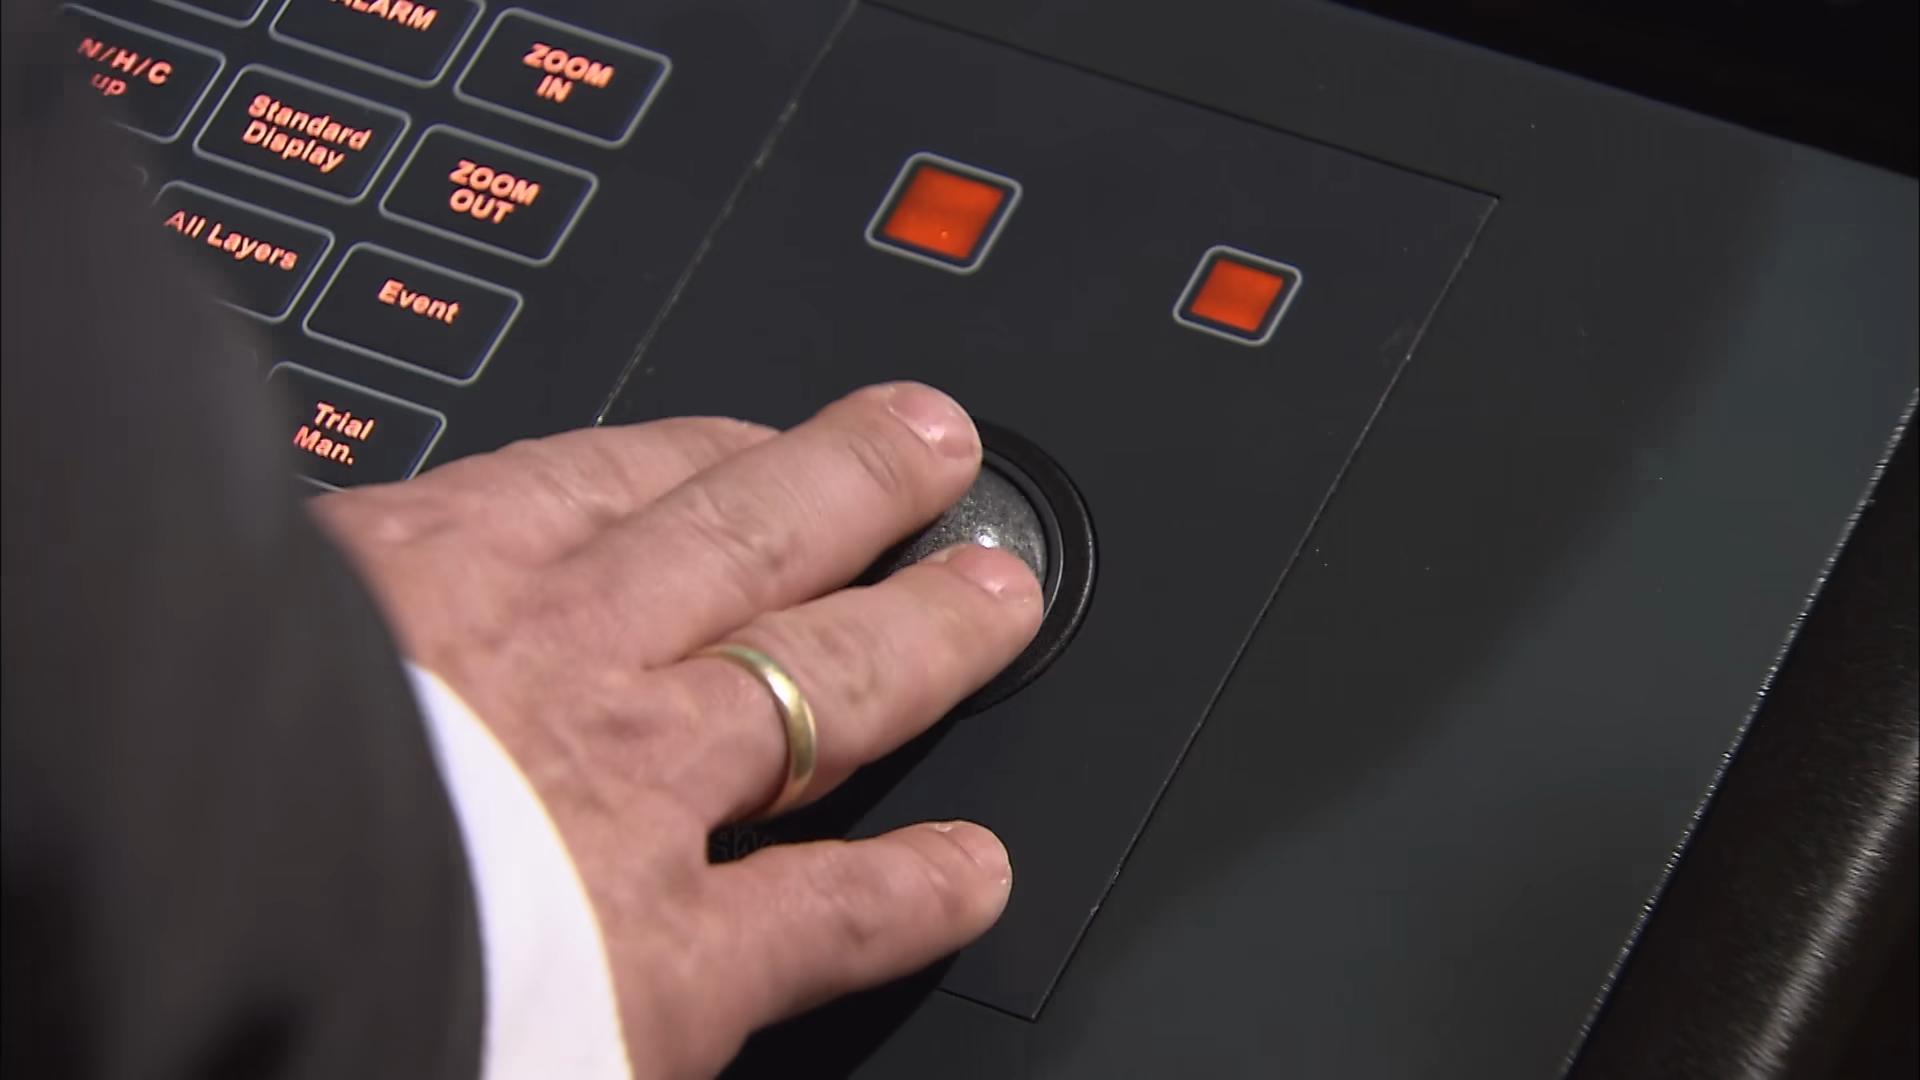 ALARM
ZOOM
IN
N/H/C
up
Standard
Display
ZOOM
OUT
All Layers
Event
Trial
Man.